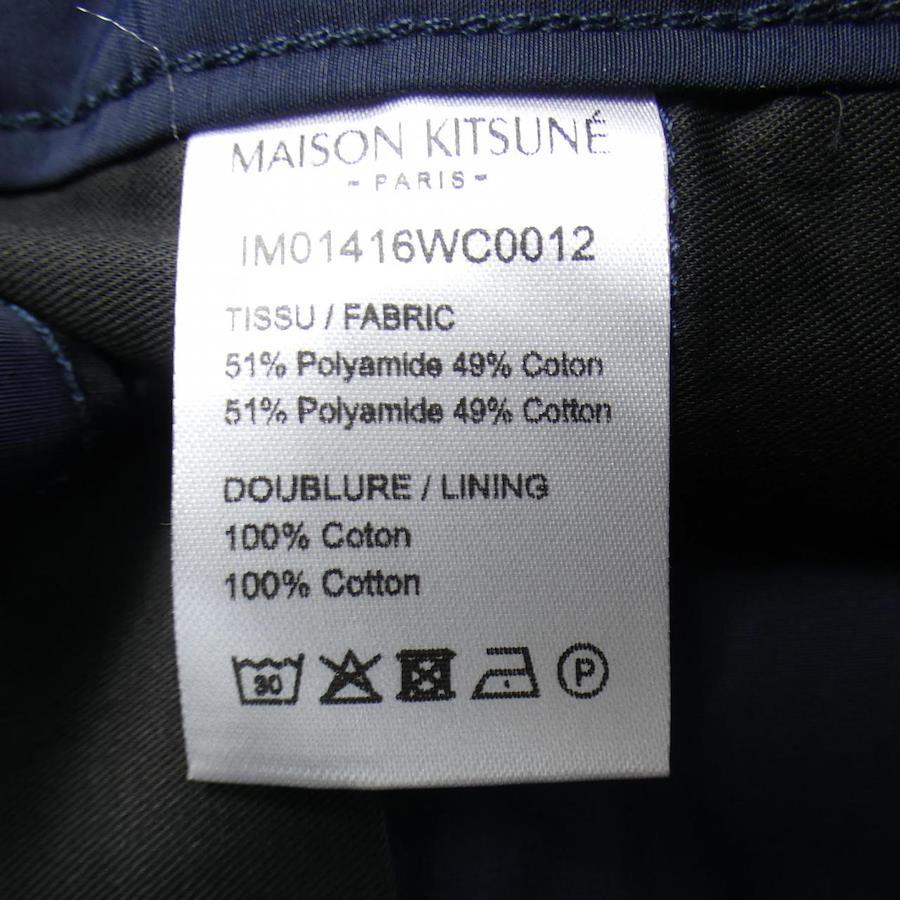 MAISON KITSUNÉ
- PARIS -
IM01416WC0012
TISSU / FABRIC
51% Polyamide 49% Coton
51% Polyamide 49% Cotton
DOUBLURE / LINING
100% Coton
100% Cotton
30 P